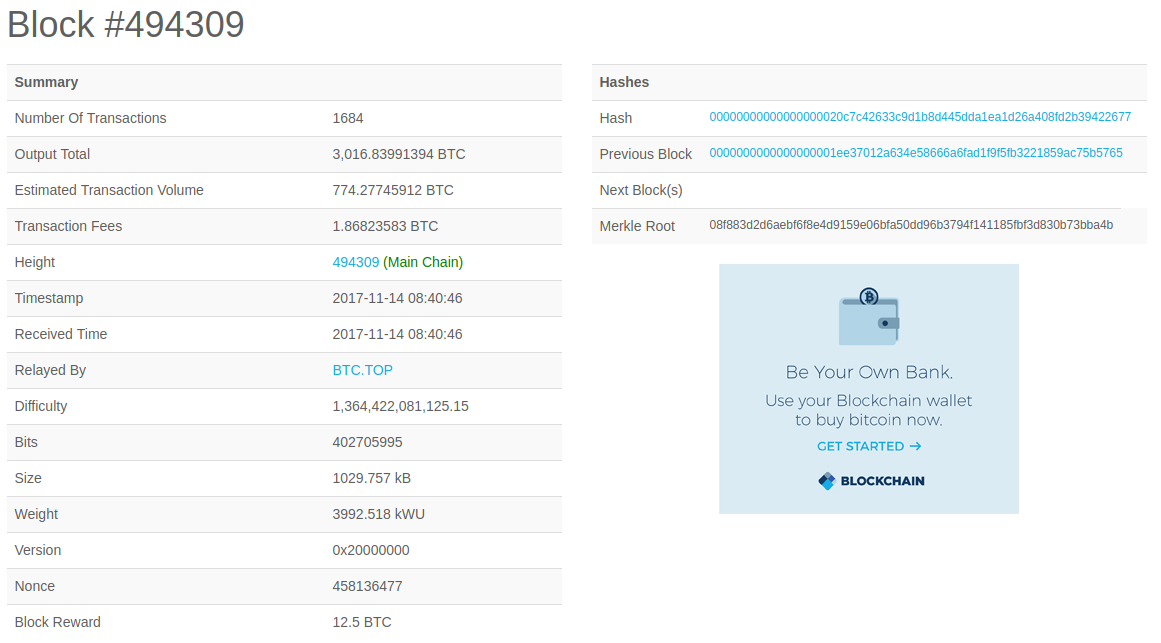 Block #494309
Summary
Number Of Transactions 1684
Output Total 3,016.83991394 BTC
Estimated Transaction Volume 774.27745912 BTC
Transaction Fees 1.86823583 BTC
Height 494309 (Main Chain)
Timestamp 2017-11-14 08:40:46
Received Time 2017-11-14 08:40:46
Relayed By BTC.TOP
Difficulty 1,364,422,081,125.15
Bits 402705995
Size 1029.757 kB
Weight 3992.518 kWU
Version 0x20000000
Nonce 458136477
Block Reward 12.5 BTC
Hashes
Hash 0000000000000000020c7c42633c9d1b8d445dda1ea1d26a408fd2b39422677
Previous Block 0000000000000000001ee37012a634e58666a6fad1f9f5fb3221859ac75b5765
Next Block(s)
Merkle Root 08f883d2d6aebf6f8e4d9159e06bfa50dd96b3794f141185fbf3d830b73bba4b
Be Your Own Bank.
Use your Blockchain wallet
to buy bitcoin now.
GET STARTED →
BLOCKCHAIN